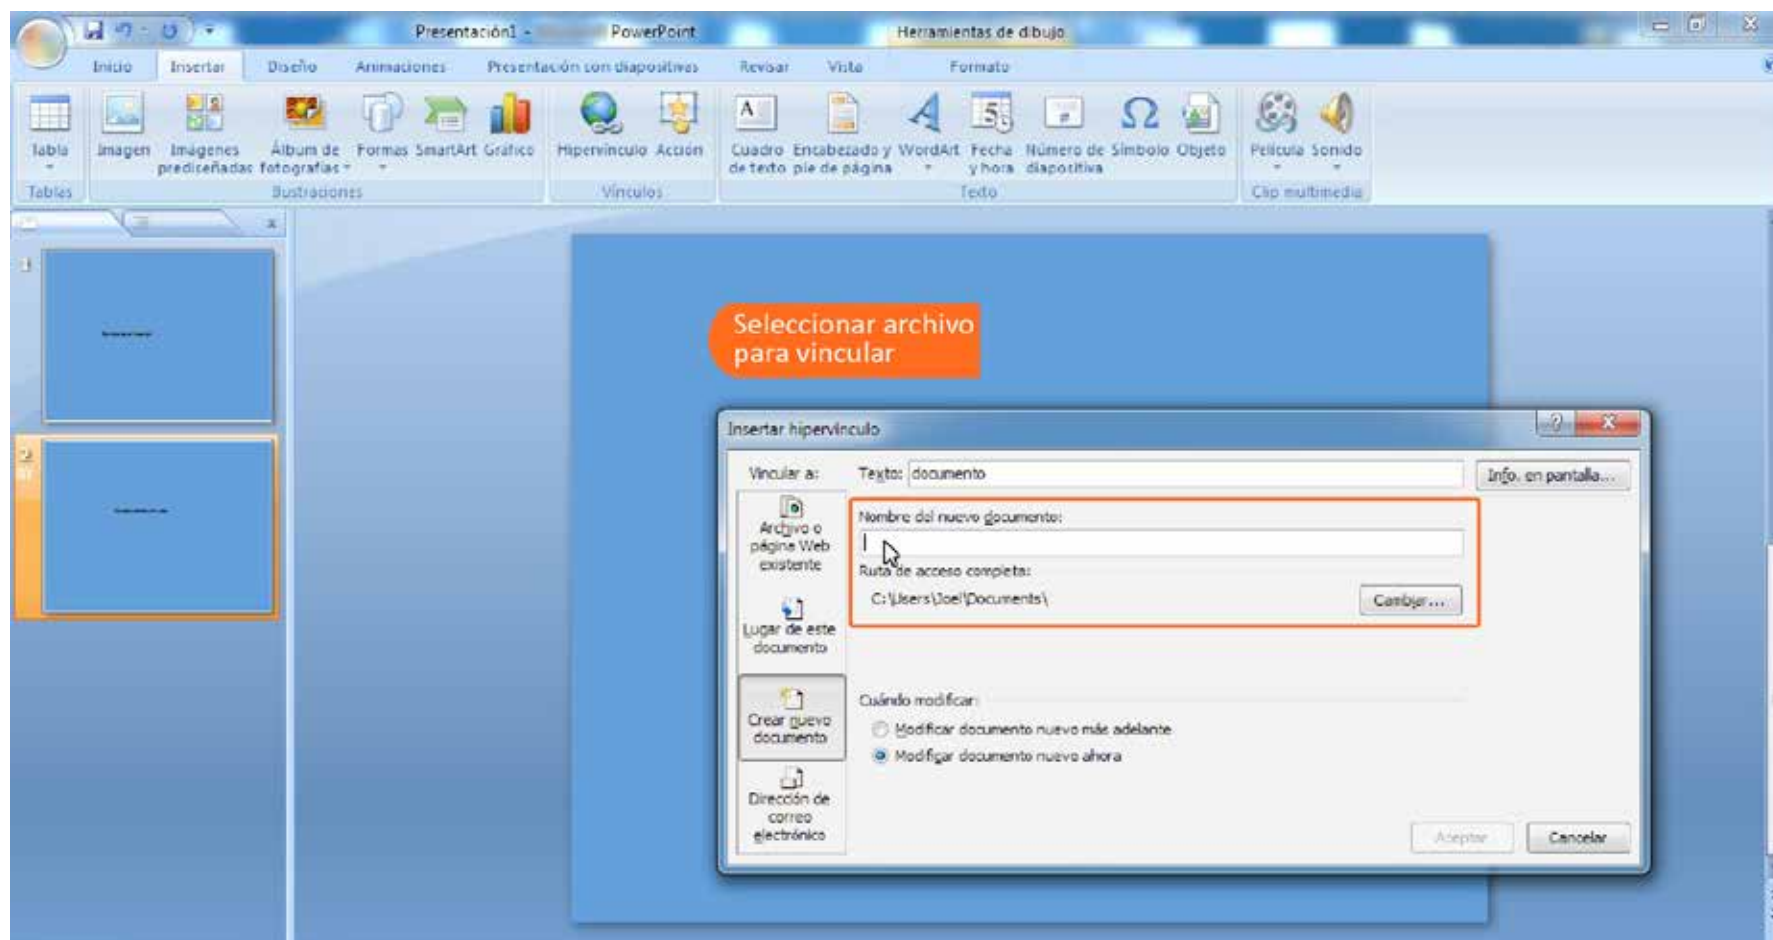 Presentación1 - PowerPoint
Herramientas de dibujo
Inicio Insertar Diseño Animaciones Presentación con diapositivas Revisar Vista Formato
Tabla Imagen Imágenes Álbum de Formas SmartArt Gráfico Hipervínculo Acción Cuadro Encabezado y WordArt Fecha Número de Símbolo Objeto Película Sonido
prediseñadas fotografías de texto pie de página y hora diapositiva
Tablas Ilustraciones Vínculos Texto Clip multimedia
1
2
Seleccionar archivo
para vincular
Insertar hipervínculo
Vincular a: Texto: documento Info. en pantalla...
Archivo o
página Web
existente
Lugar de este
documento
Crear nuevo
documento
Dirección de
correo
electrónico
Nombre del nuevo documento:
Ruta de acceso completa:
C:\Users\Joel\Documents\ Cambiar...
Cuándo modificar:
Modificar documento nuevo más adelante
Modificar documento nuevo ahora
Aceptar Cancelar